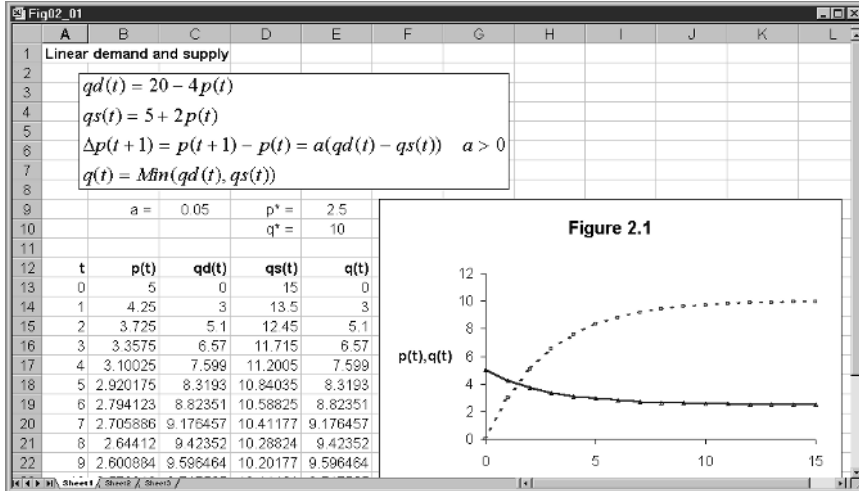 Fig02_01
A B C D E F G H I J K L
1 Linear demand and supply
2
3 qd(t) = 20 − 4p(t)
4 qs(t) = 5 + 2p(t)
5
6 Δp(t + 1) = p(t + 1) − p(t) = a(qd(t) − qs(t)) a > 0
7 q(t) = Min(qd(t), qs(t))
8
9 a = 0.05 p* = 2.5
10 q* = 10
11
12 t p(t) qd(t) qs(t) q(t)
13 0 5 0 15 0
14 1 4.25 3 13.5 3
15 2 3.725 5.1 12.45 5.1
16 3 3.3575 6.57 11.715 6.57
17 4 3.10025 7.599 11.2005 7.599
18 5 2.920175 8.3193 10.84035 8.3193
19 6 2.794123 8.82351 10.58825 8.82351
20 7 2.705886 9.176457 10.41177 9.176457
21 8 2.64412 9.42352 10.28824 9.42352
22 9 2.600884 9.596464 10.20177 9.596464
Figure 2.1
12
10
8
p(t),q(t) 6
4
2
0
0 5 10 15
Sheet1 Sheet2 Sheet3